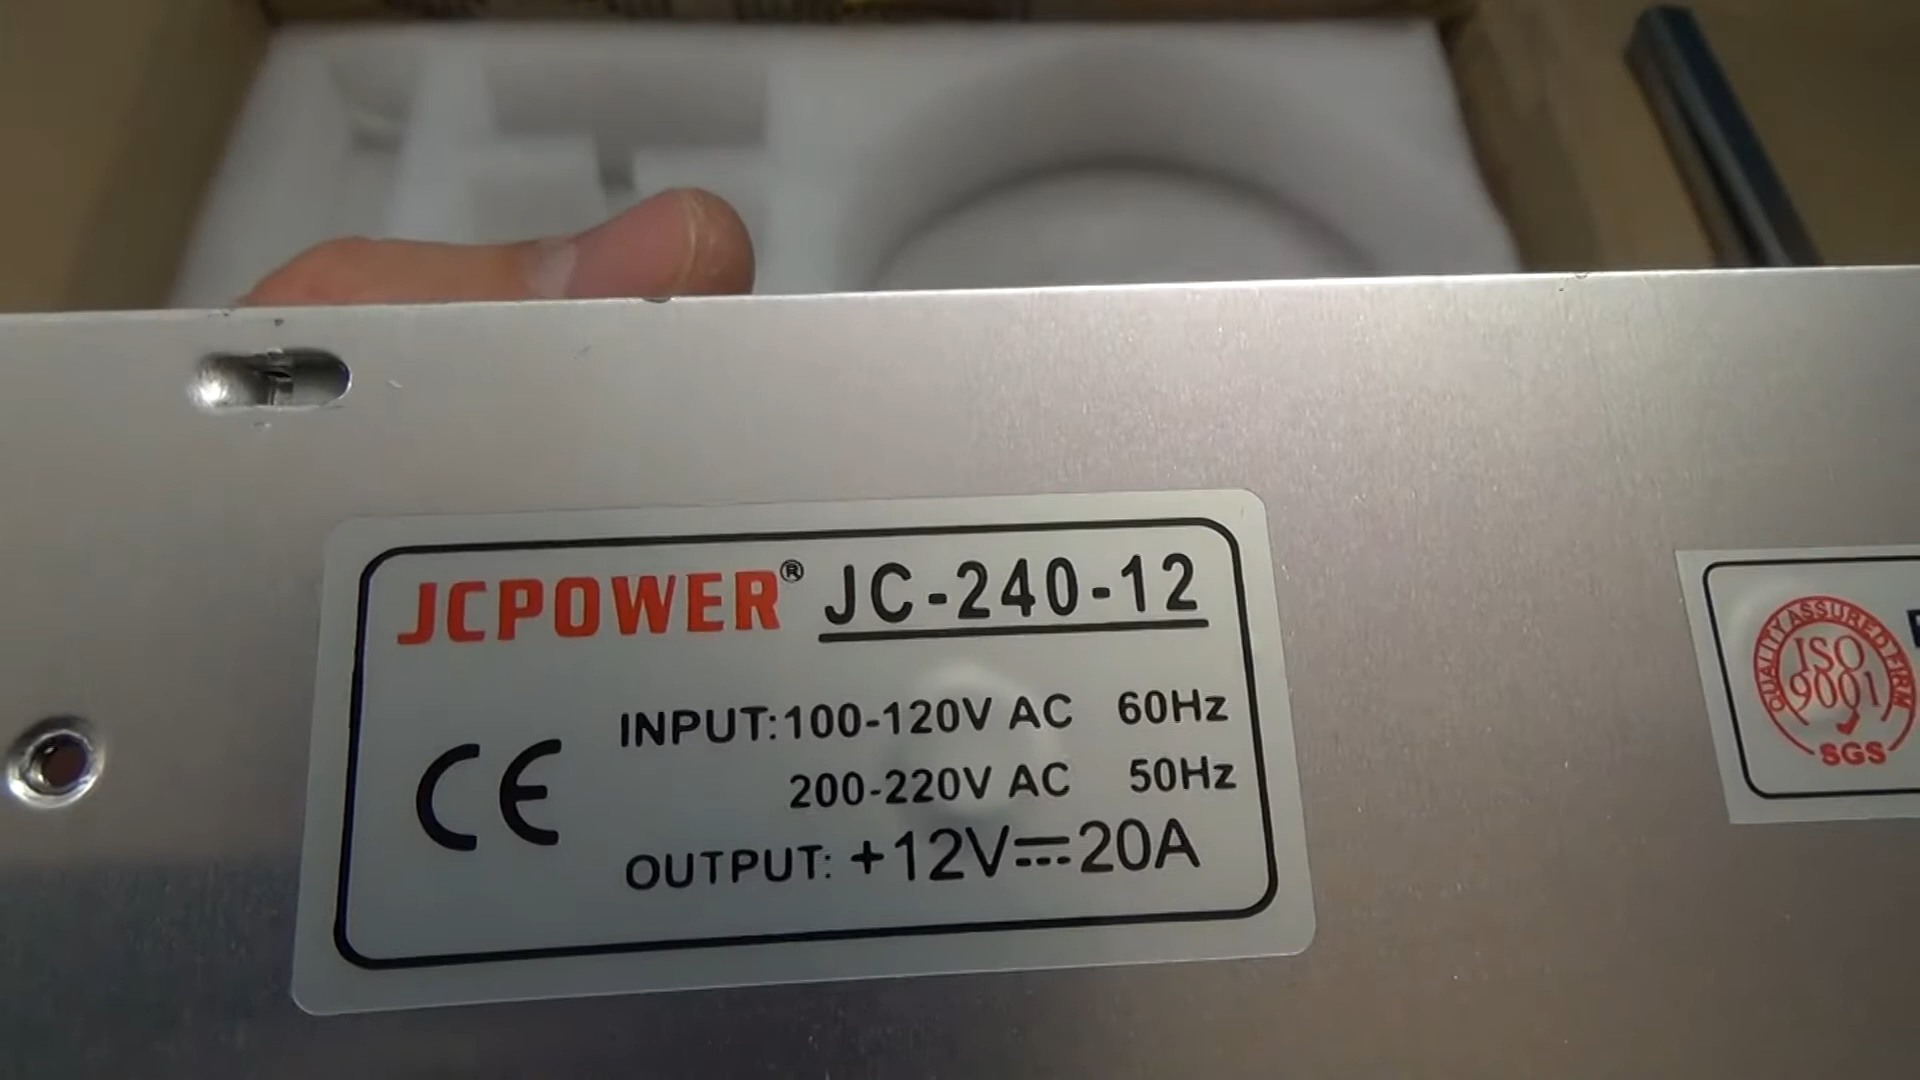 JCPOWER® JC-240-12
CE
INPUT:100-120V AC 60Hz
200-220V AC 50Hz
OUTPUT: +12V⎓20A
QUALITY ASSURED FIRM
ISO
9001
SGS